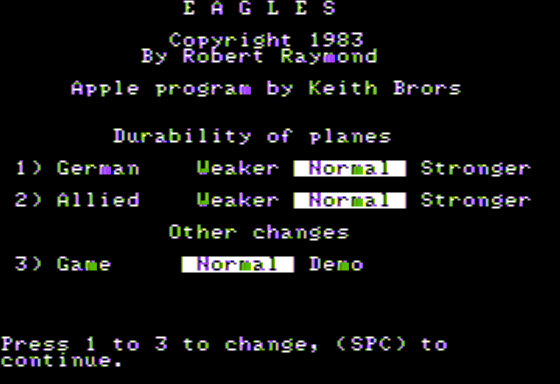 E A G L E S
Copyright 1983
By Robert Raymond
Apple program by Keith Brors
Durability of planes
1) German Weaker Normal Stronger
2) Allied Weaker Normal Stronger
Other changes
3) Game Normal Demo
Press 1 to 3 to change, (SPC) to
continue.